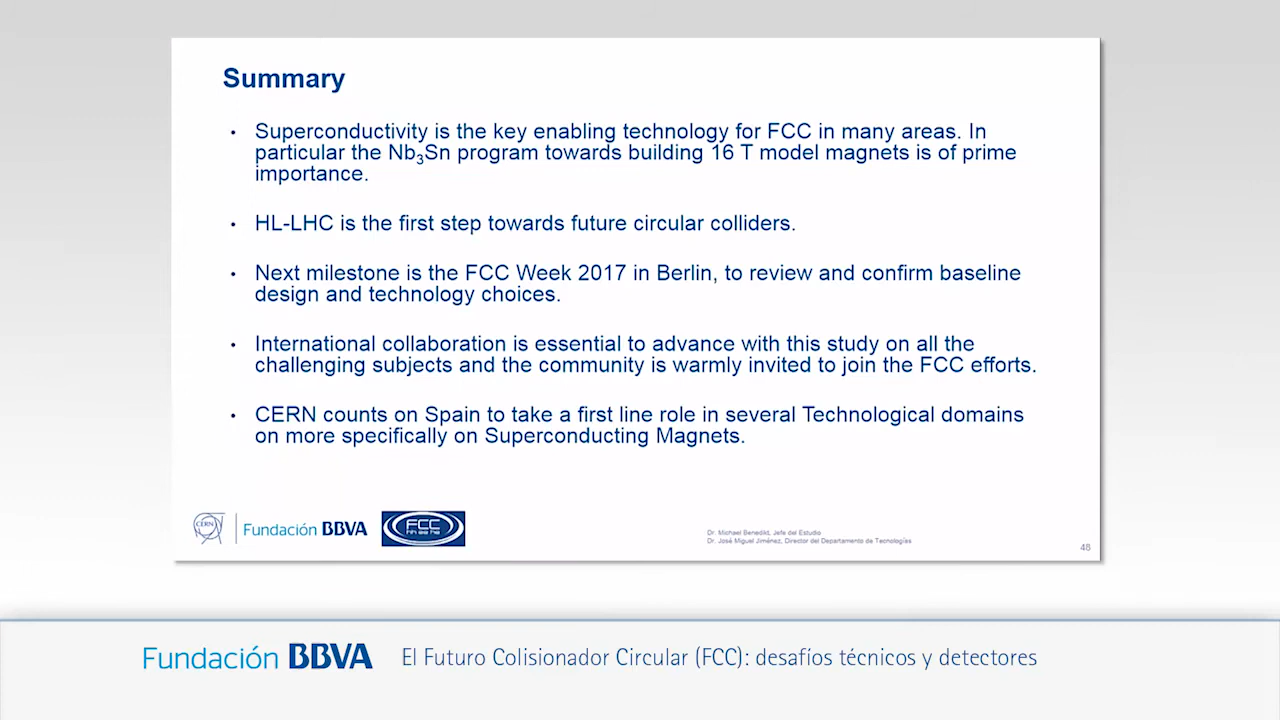 Summary
• Superconductivity is the key enabling technology for FCC in many areas. In
particular the Nb₃Sn program towards building 16 T model magnets is of prime
importance.
• HL-LHC is the first step towards future circular colliders.
• Next milestone is the FCC Week 2017 in Berlin, to review and confirm baseline
design and technology choices.
• International collaboration is essential to advance with this study on all the
challenging subjects and the community is warmly invited to join the FCC efforts.
• CERN counts on Spain to take a first line role in several Technological domains
on more specifically on Superconducting Magnets.
CERN
Fundación BBVA
FCC
hh ee he
Dr. Michael Benedikt, Jefe del Estudio
Dr. José Miguel Jiménez, Director del Departamento de Tecnologías
48
Fundación BBVA
El Futuro Colisionador Circular (FCC): desafíos técnicos y detectores